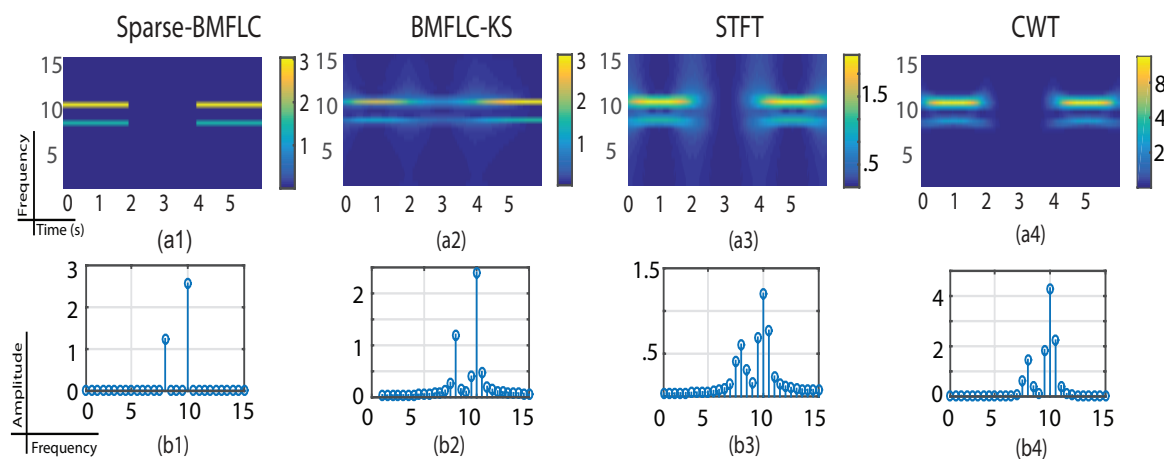 Sparse-BMFLC BMFLC-KS STFT CWT
15 10 5
Frequency
Time (s)
0 1 2 3 4 5
3 2 1
(a1)
15 10 5
0 1 2 3 4 5
3 2 1
(a2)
15 10 5
0 1 2 3 4 5
1.5 .5
(a3)
15 10 5
0 1 2 3 4 5
8 6 4 2
(a4)
Amplitude
Frequency
3 2 1 0
0 5 10 15
(b1)
2 1 0
0 5 10 15
(b2)
1.5 .5
0 5 10 15
(b3)
4 2 0
0 5 10 15
(b4)